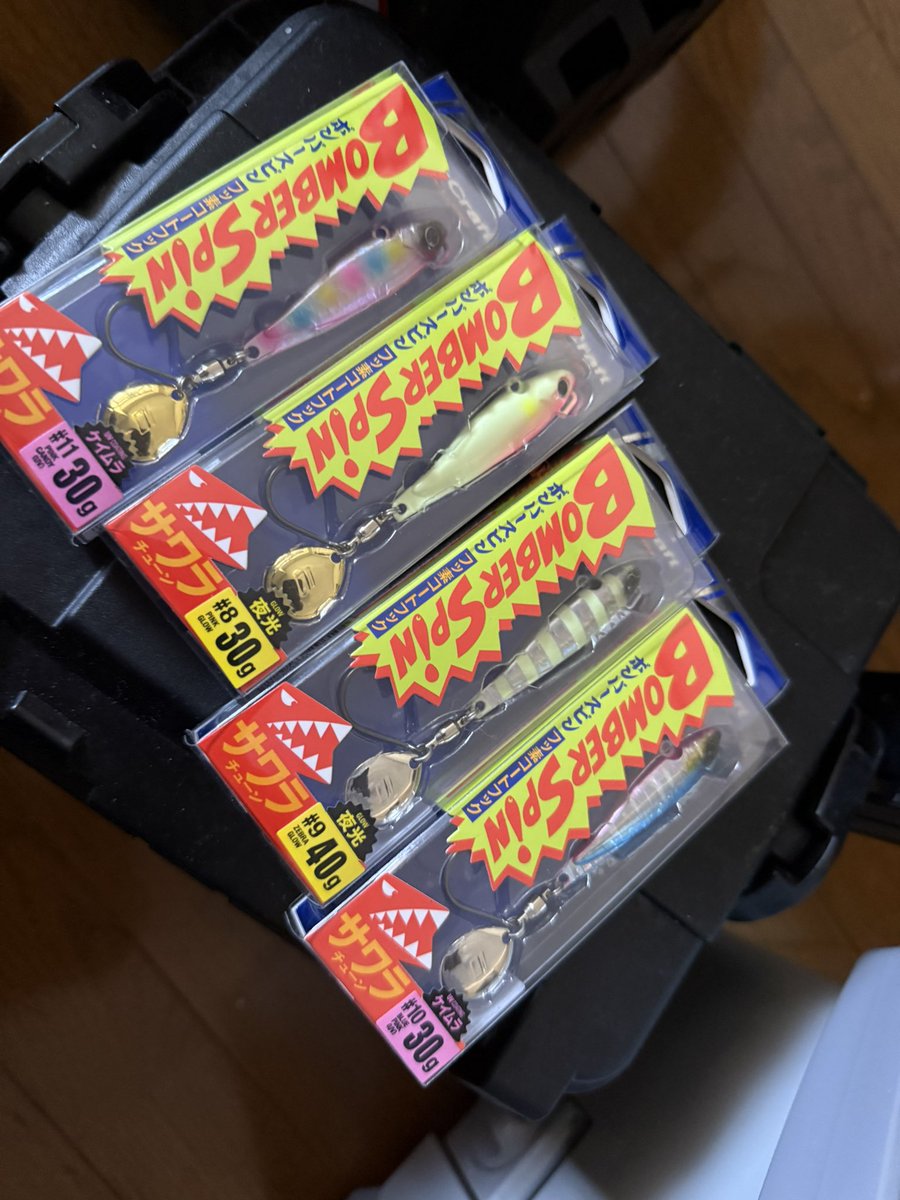 BOMBER SPIN
ボンバースピン フッ素コートフック
サワラ
ケイムラ
#11
PINK
CANDY
30g
BOMBER SPIN
ボンバースピン フッ素コートフック
サワラ
チューン
GLOW
夜光
#8
PINK
GLOW
30g
BOMBER SPIN
ボンバースピン フッ素コートフック
サワラ
チューン
GLOW
夜光
#9
ZEBRA
GLOW
40g
BOMBER SPIN
ボンバースピン フッ素コートフック
サワラ
チューン
ケイムラ
#10
BLUE
PINK
30g